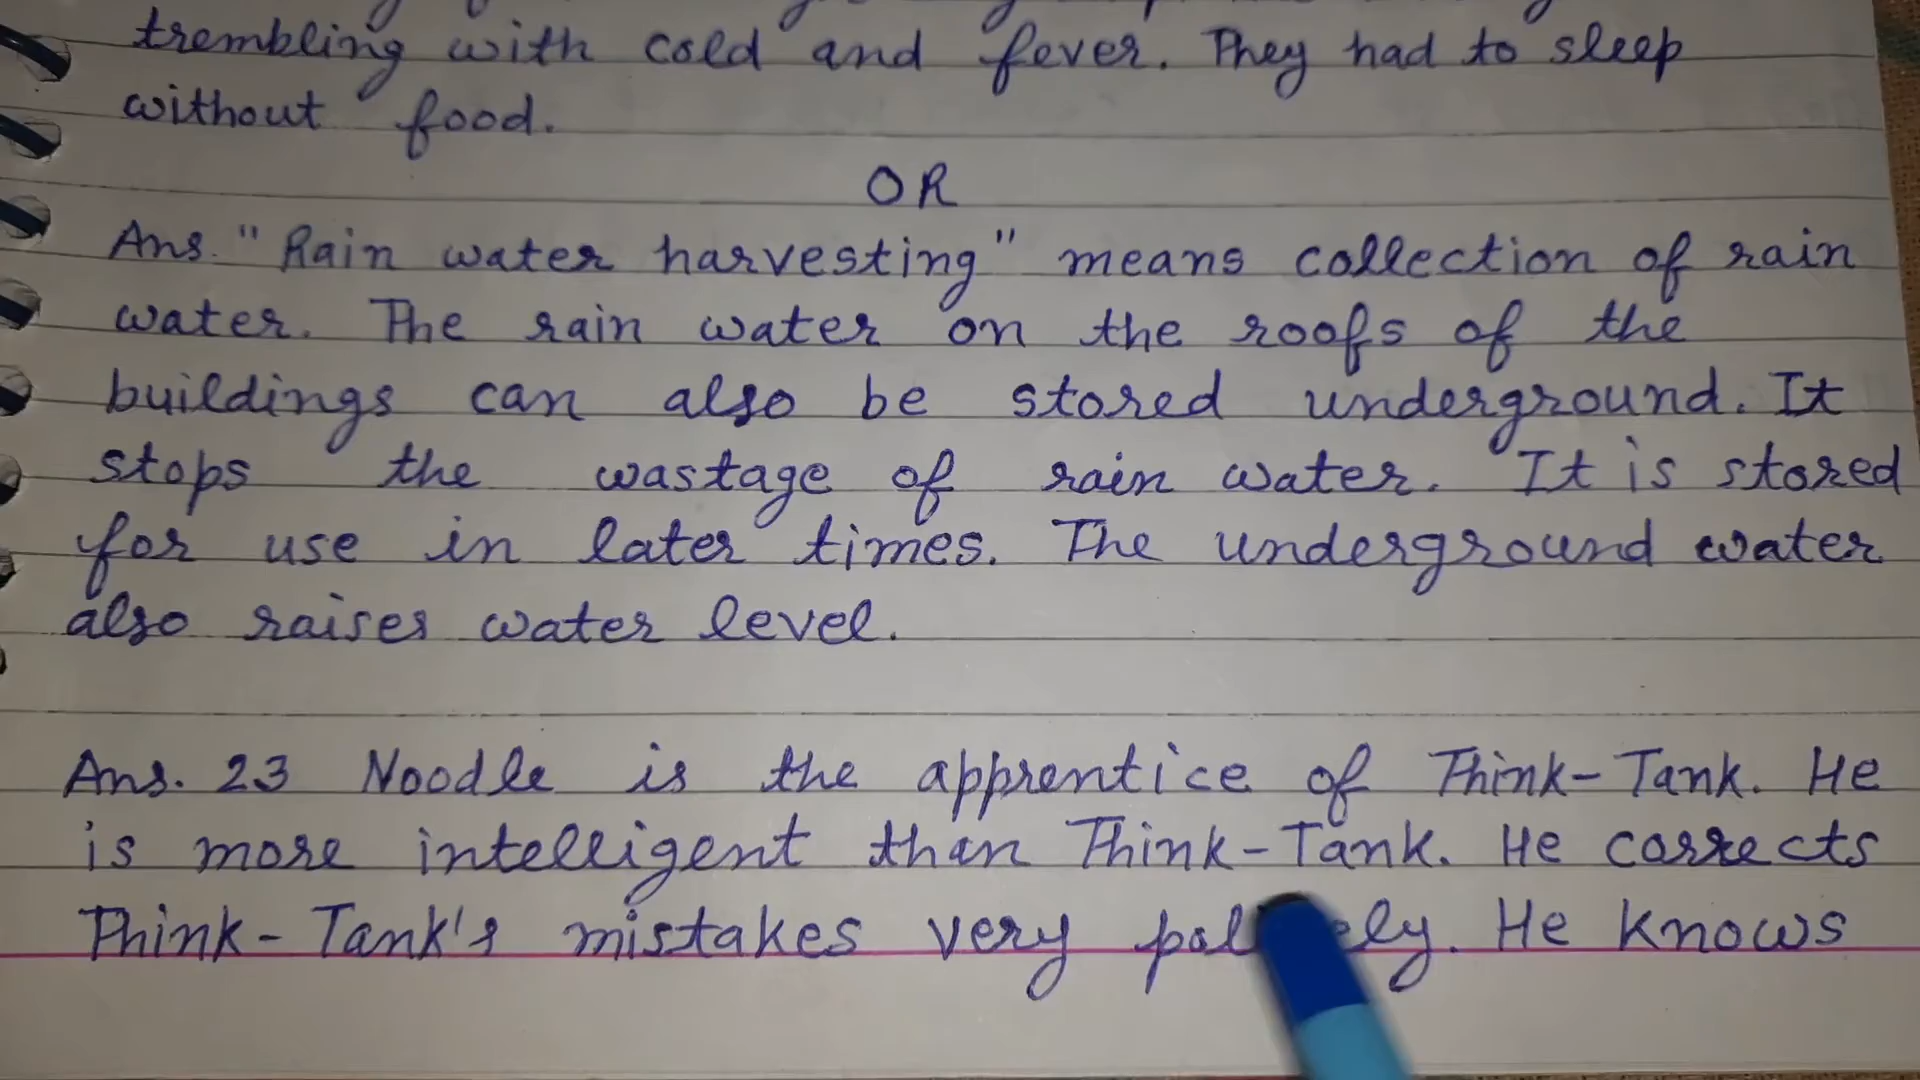 trembling with cold and fever. They had to sleep
without food.
OR
Ans. "Rain water harvesting" means collection of rain
water. The rain water on the roofs of the
buildings can also be stored underground. It
stops the wastage of rain water. It is stored
for use in later times. The underground water
also raises water level.
Ans. 23 Noodle is the apprentice of Think-Tank. He
is more intelligent than Think-Tank. He corrects
Think-Tank's mistakes very He knows